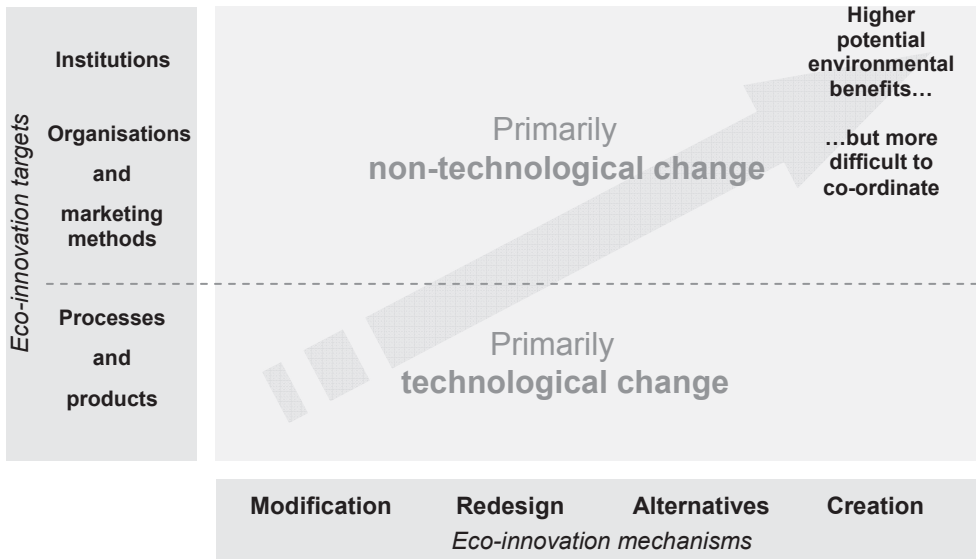 Eco-innovation targets
Institutions
Organisations
and
marketing
methods
Processes
and
products
Primarily
non-technological change
Higher
potential
environmental
benefits…
…but more
difficult to
co-ordinate
Primarily
technological change
Modification Redesign Alternatives Creation
Eco-innovation mechanisms